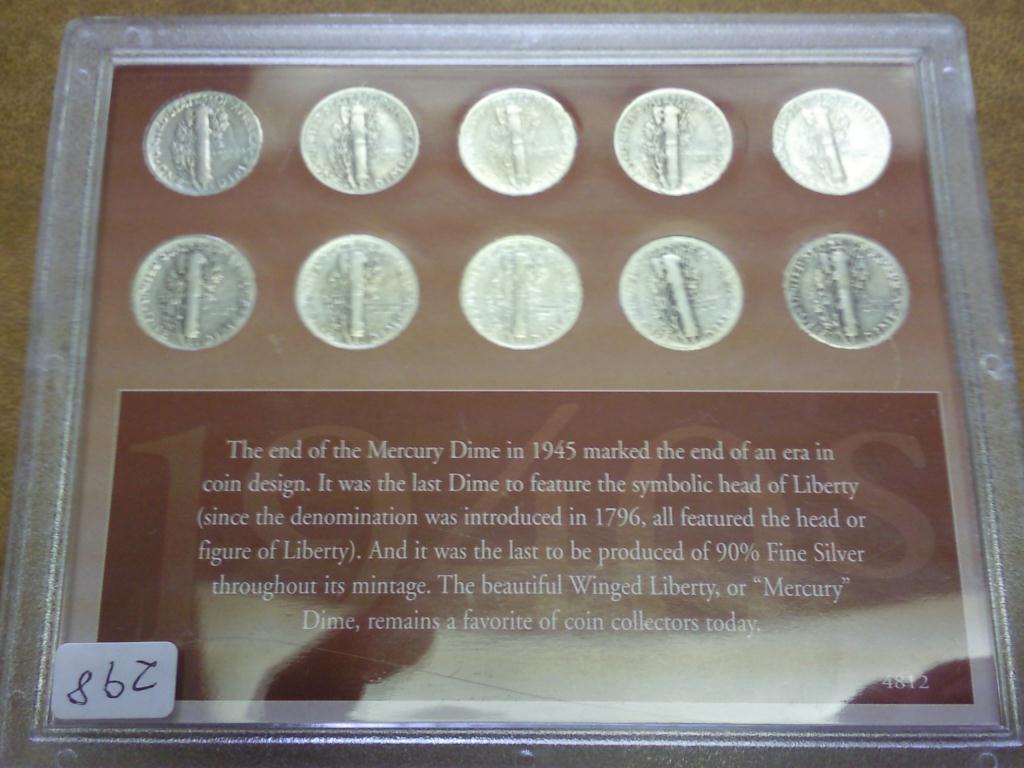 1940s
The end of the Mercury Dime in 1945 marked the end of an era in
coin design. It was the last Dime to feature the symbolic head of Liberty
(since the denomination was introduced in 1796, all featured the head or
figure of Liberty). And it was the last to be produced of 90% Fine Silver
throughout its mintage. The beautiful Winged Liberty, or “Mercury”
Dime, remains a favorite of coin collectors today.
4812
298